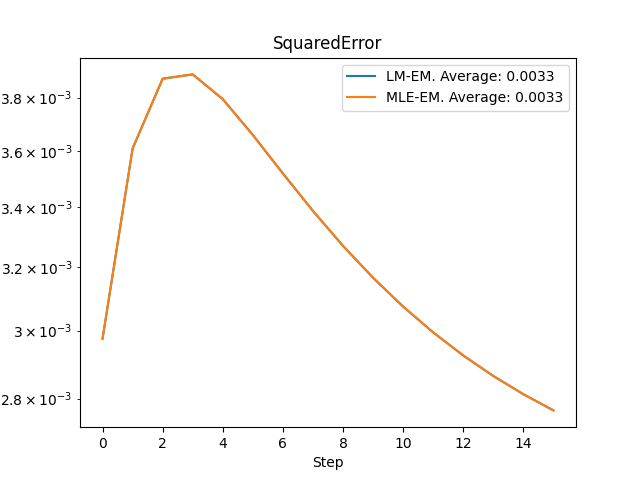 SquaredError
LM-EM. Average: 0.0033
MLE-EM. Average: 0.0033
3.8 × 10⁻³
3.6 × 10⁻³
3.4 × 10⁻³
3.2 × 10⁻³
3 × 10⁻³
2.8 × 10⁻³
0 2 4 6 8 10 12 14
Step